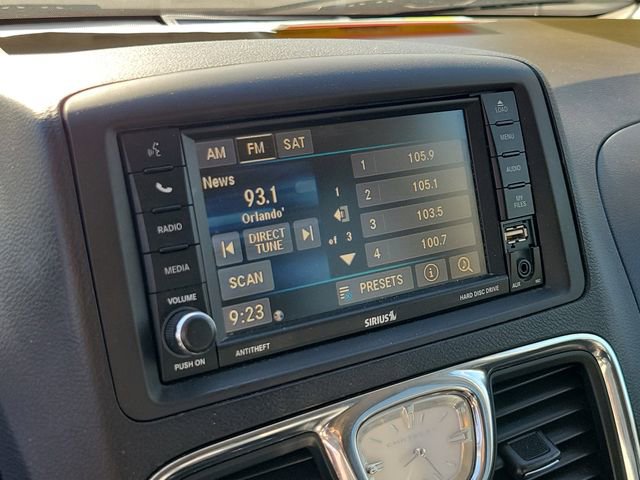 AM FM SAT
News
93.1
Orlando'
DIRECT
TUNE
SCAN
9:23
1
of 3
1 105.9
2 105.1
3 103.5
4 100.7
PRESETS
i
RADIO
MEDIA
VOLUME
PUSH ON
ANTITHEFT
SIRIUS
HARD DISC DRIVE
LOAD
MENU
AUDIO
MY
FILES
AUX
CHRYSLER